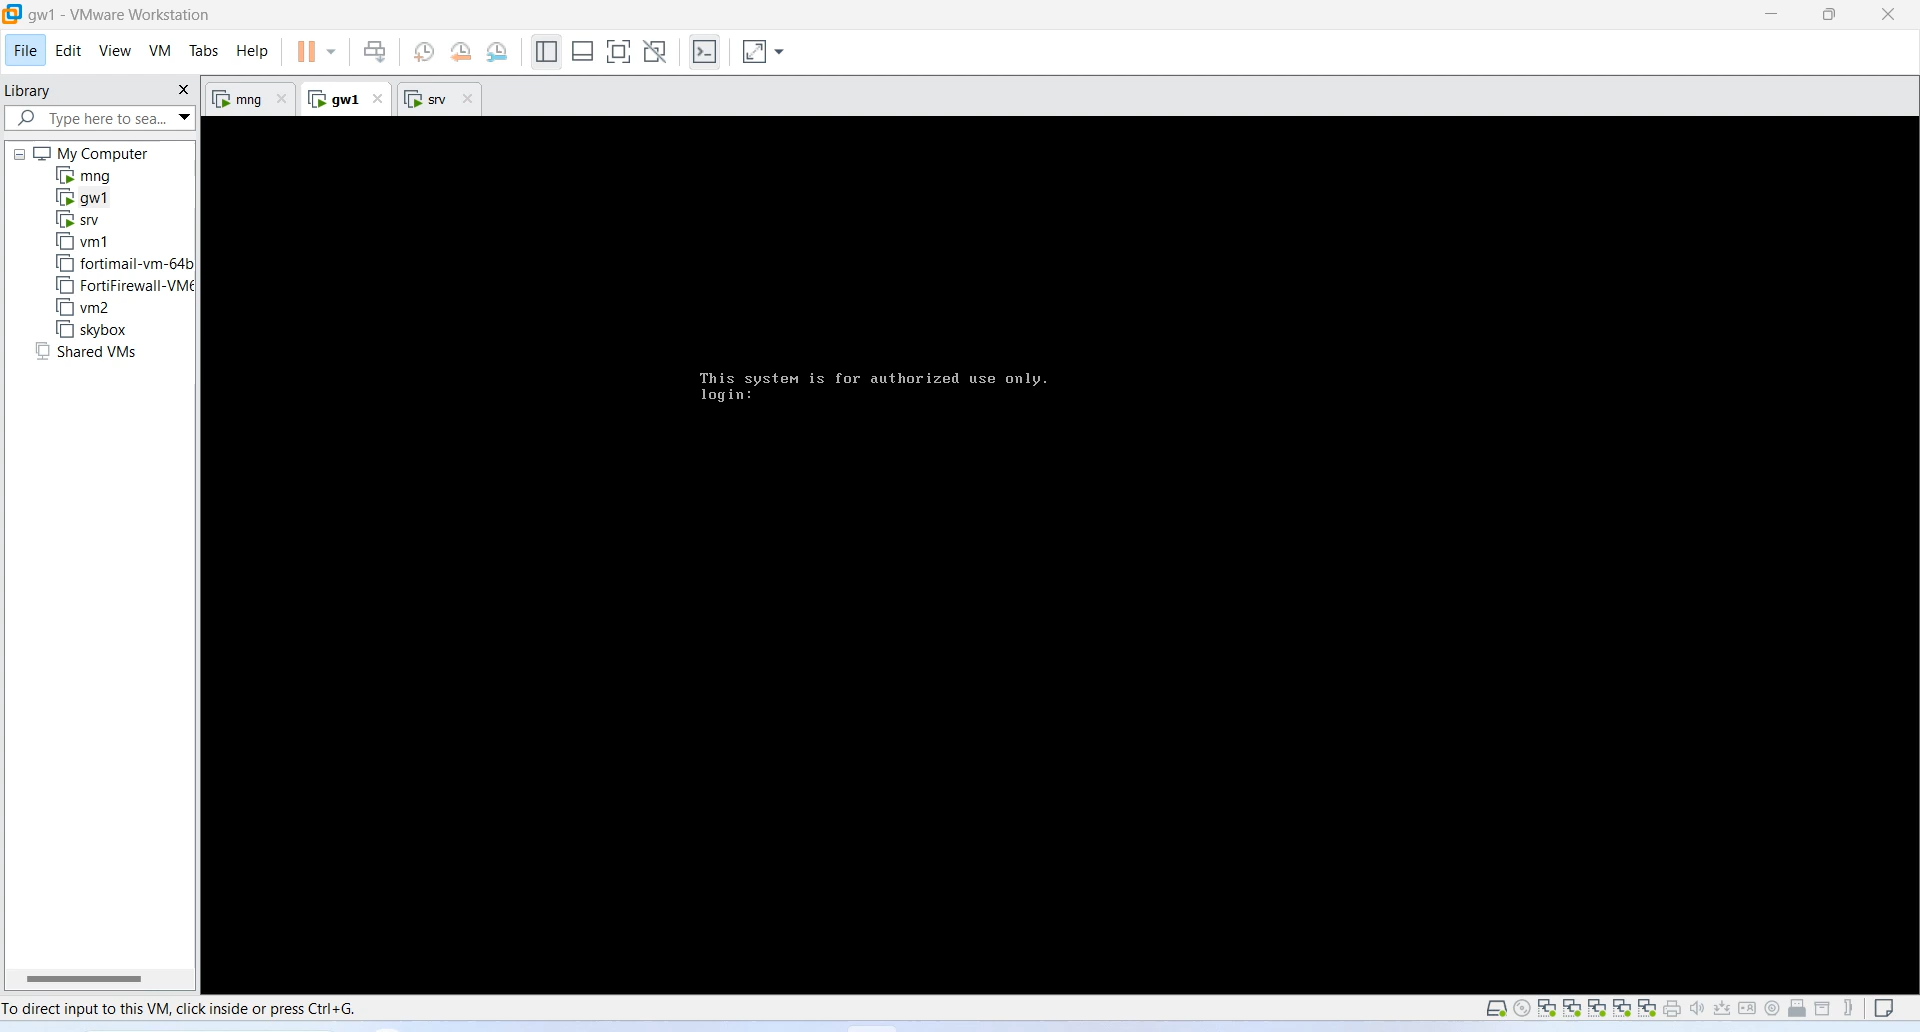 gw1 - VMware Workstation
File Edit View VM Tabs Help
Library
Type here to sea...
mng gw1 srv
My Computer
mng
gw1
srv
vm1
fortimail-vm-64b
FortiFirewall-VM6
vm2
skybox
Shared VMs
This system is for authorized use only.
login:
To direct input to this VM, click inside or press Ctrl+G.